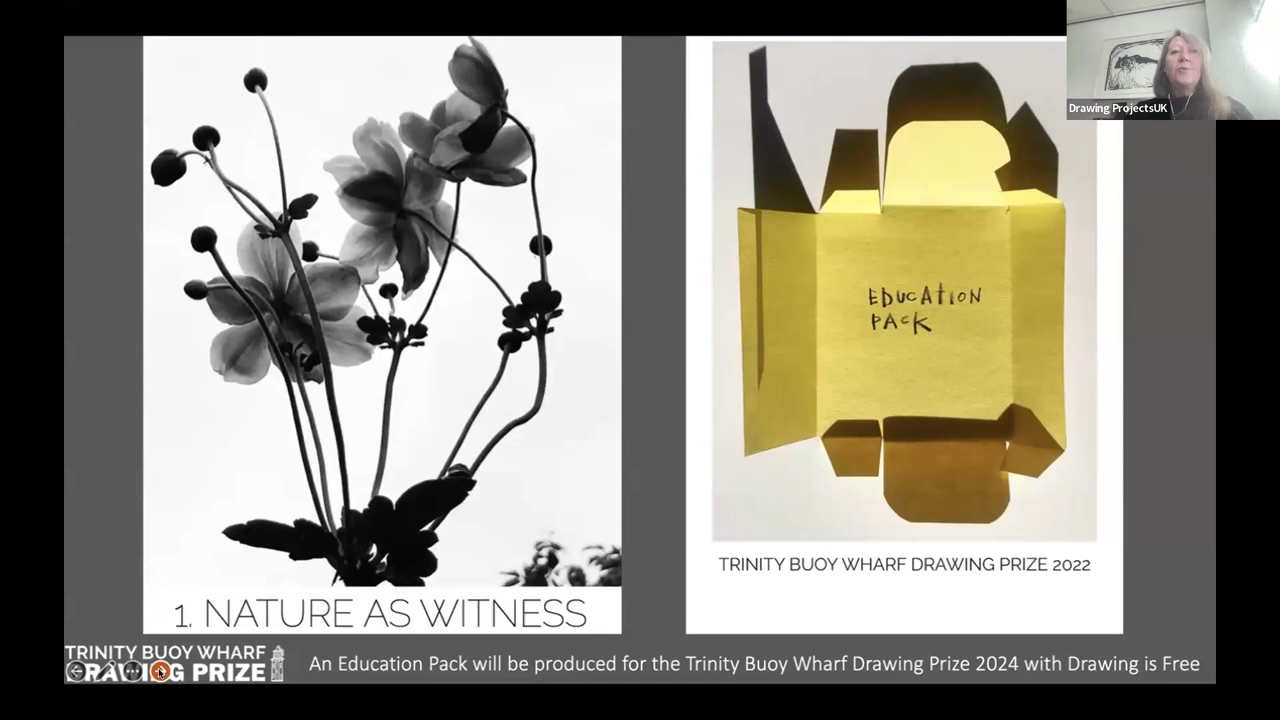 Drawing ProjectsUK
EDUCATION
PACK
TRINITY BUOY WHARF DRAWING PRIZE 2022
1. NATURE AS WITNESS
TRINITY BUOY WHARF
DRAWING PRIZE
An Education Pack will be produced for the Trinity Buoy Wharf Drawing Prize 2024 with Drawing is Free